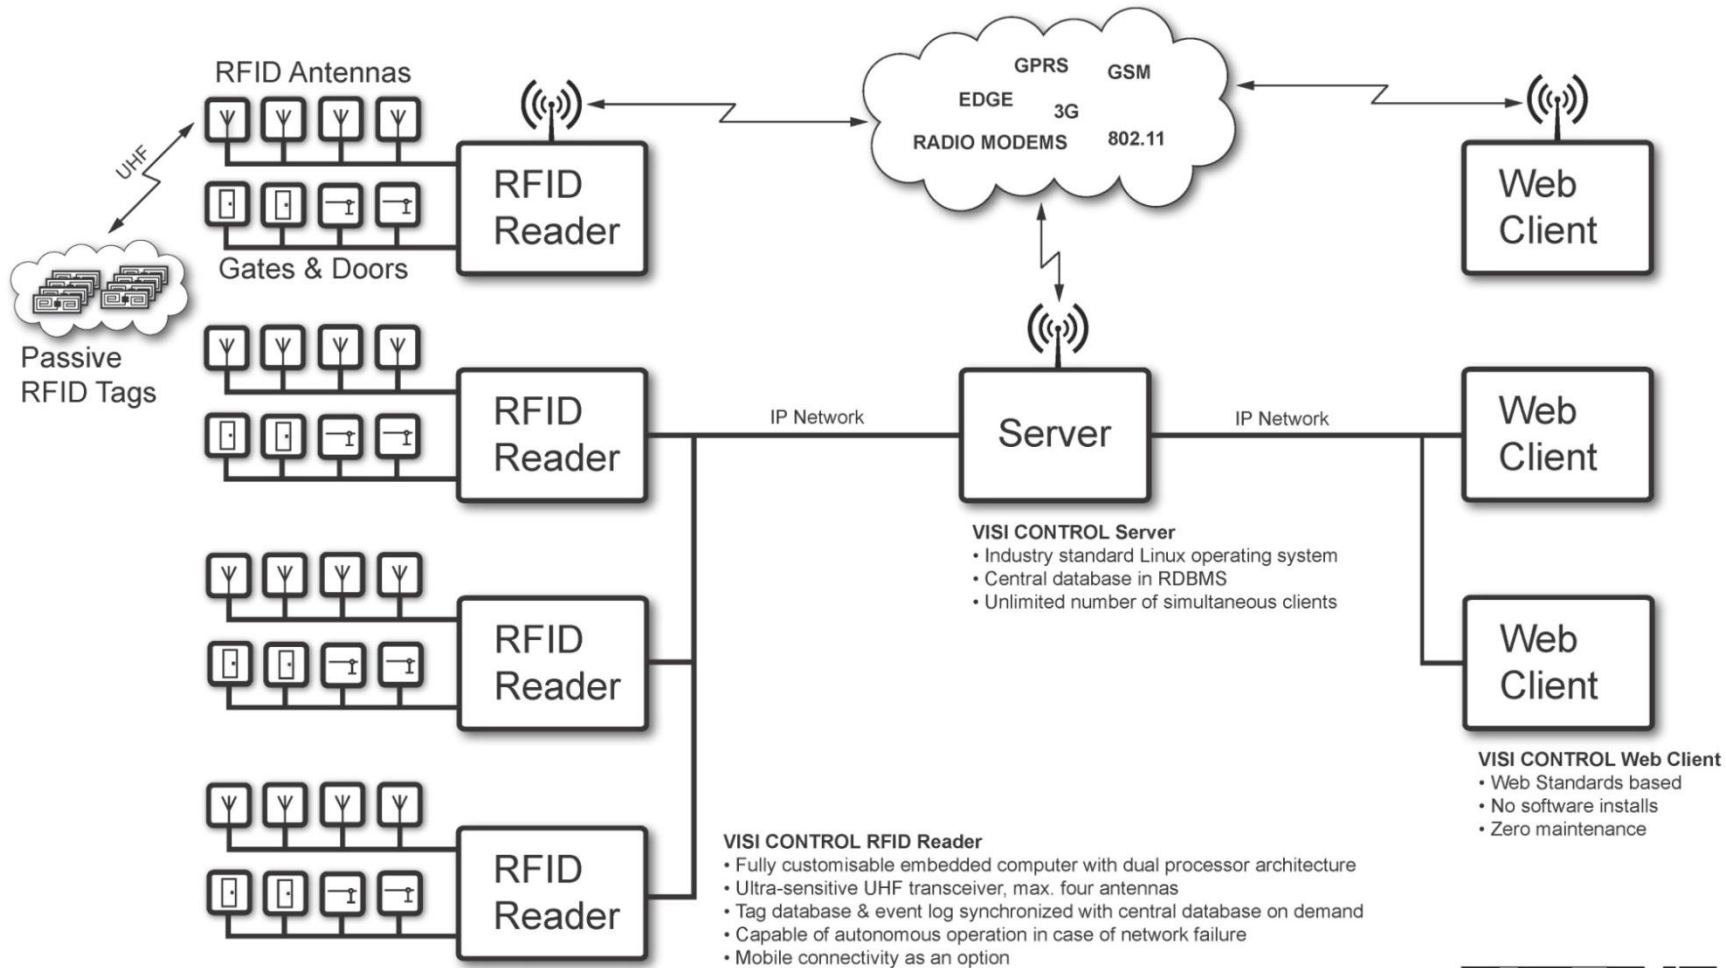 RFID Antennas
GPRS
GSM
EDGE
3G
RADIO MODEMS
802.11
UHF
RFID
Reader
Web
Client
Gates & Doors
Passive
RFID Tags
RFID
Reader
IP Network
Server
IP Network
Web
Client
VISI CONTROL Server
• Industry standard Linux operating system
• Central database in RDBMS
• Unlimited number of simultaneous clients
RFID
Reader
Web
Client
VISI CONTROL Web Client
• Web Standards based
• No software installs
• Zero maintenance
RFID
Reader
VISI CONTROL RFID Reader
• Fully customisable embedded computer with dual processor architecture
• Ultra-sensitive UHF transceiver, max. four antennas
• Tag database & event log synchronized with central database on demand
• Capable of autonomous operation in case of network failure
• Mobile connectivity as an option